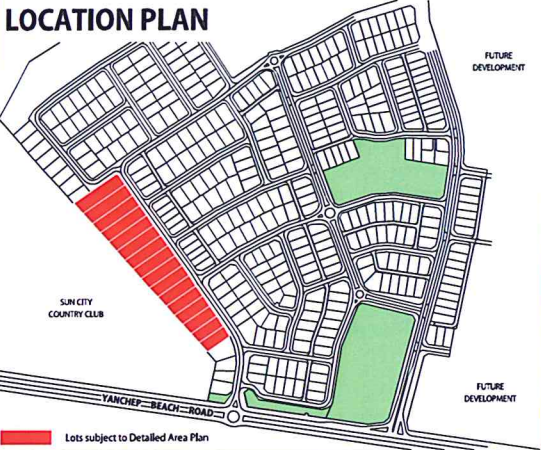 LOCATION PLAN
FUTURE
DEVELOPMENT
SUN CITY
COUNTRY CLUB
FUTURE
DEVELOPMENT
YANCHEP BEACH ROAD
Lots subject to Detailed Area Plan